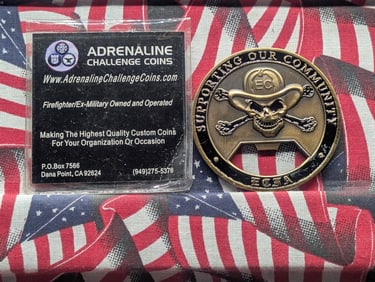 ADRENALINE
CHALLENGE COINS
www.AdrenalineChallengeCoins.com
Firefighter/Ex-Military Owned and Operated
Making The Highest Quality Custom Coins
For Your Organization Or Occasion
P.O.Box 7566
Dana Point, CA 92624
(949)275-5376
SUPPORTING OUR COMMUNITY
EC
ECSA